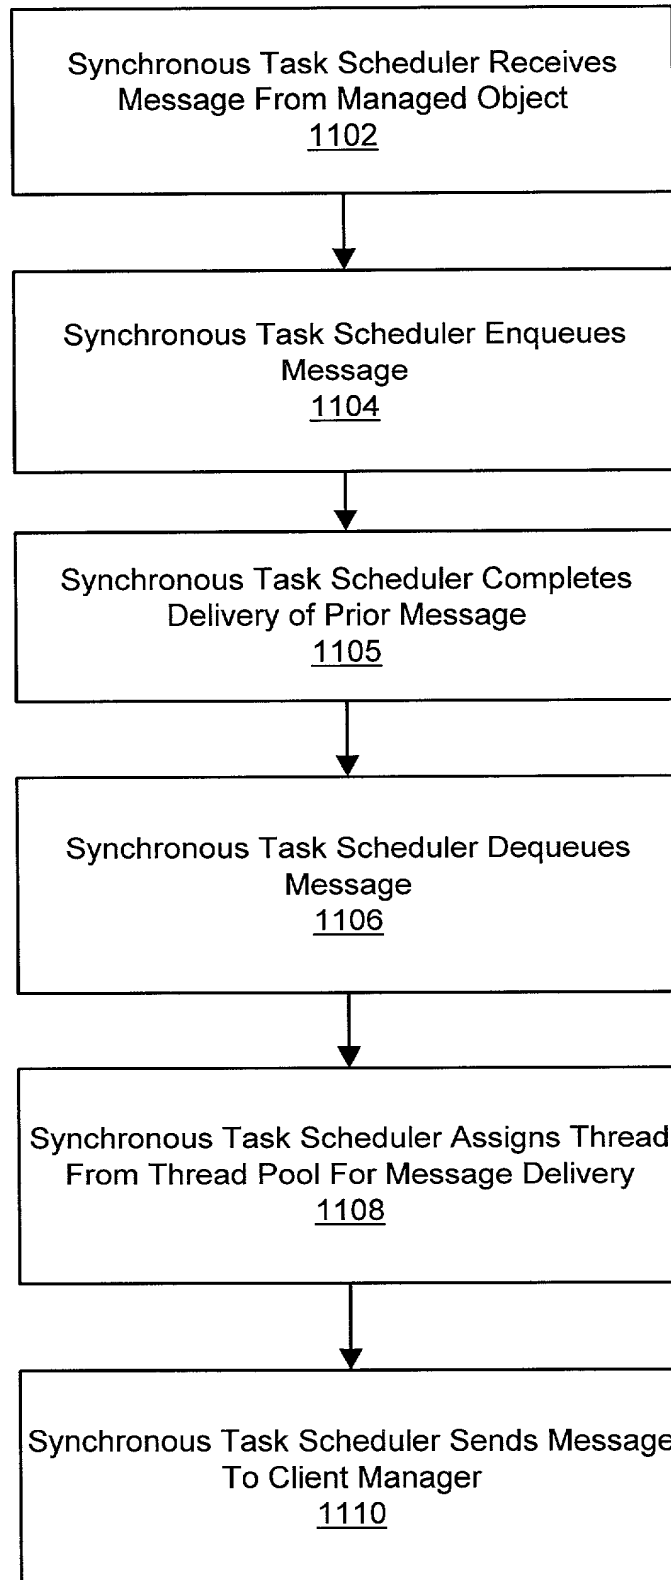 Synchronous Task Scheduler Receives
Message From Managed Object
1102
Synchronous Task Scheduler Enqueues
Message
1104
Synchronous Task Scheduler Completes
Delivery of Prior Message
1105
Synchronous Task Scheduler Dequeues
Message
1106
Synchronous Task Scheduler Assigns Thread
From Thread Pool For Message Delivery
1108
Synchronous Task Scheduler Sends Message
To Client Manager
1110